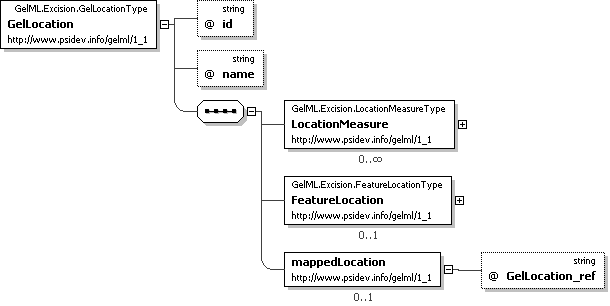 GelML.Excision.GelLocationType
GelLocation
http://www.psidev.info/gelml/1_1
string
@ id
string
@ name
GelML.Excision.LocationMeasureType
LocationMeasure
http://www.psidev.info/gelml/1_1
0..∞
GelML.Excision.FeatureLocationType
FeatureLocation
http://www.psidev.info/gelml/1_1
0..1
mappedLocation
http://www.psidev.info/gelml/1_1
0..1
string
@ GelLocation_ref